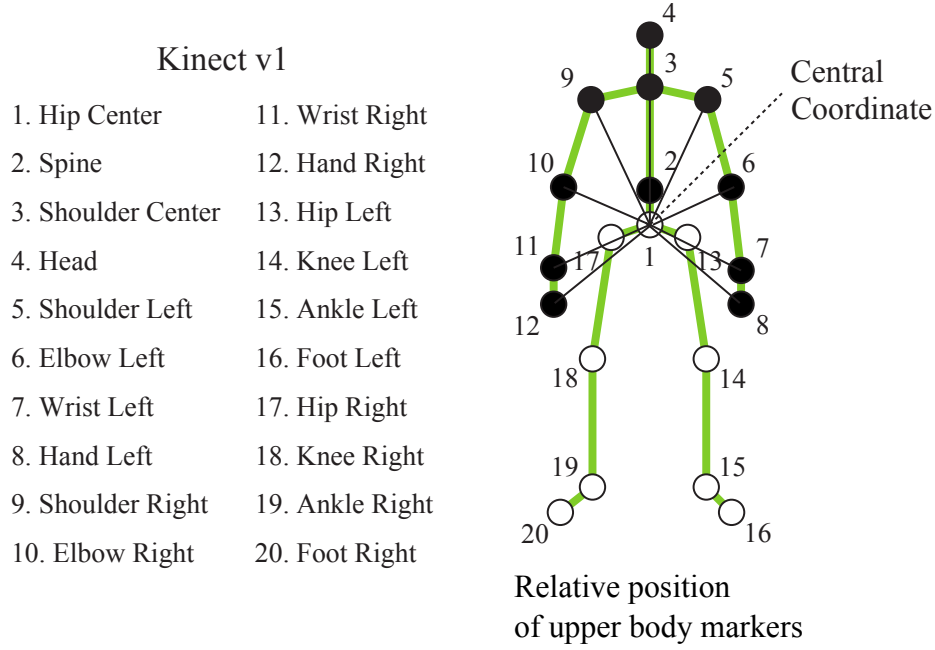 Kinect v1
1. Hip Center
2. Spine
3. Shoulder Center
4. Head
5. Shoulder Left
6. Elbow Left
7. Wrist Left
8. Hand Left
9. Shoulder Right
10. Elbow Right
11. Wrist Right
12. Hand Right
13. Hip Left
14. Knee Left
15. Ankle Left
16. Foot Left
17. Hip Right
18. Knee Right
19. Ankle Right
20. Foot Right
4
3
9
5
Central
Coordinate
10
2
6
11
17
1
13
7
12
8
18
14
19
15
20
16
Relative position
of upper body markers